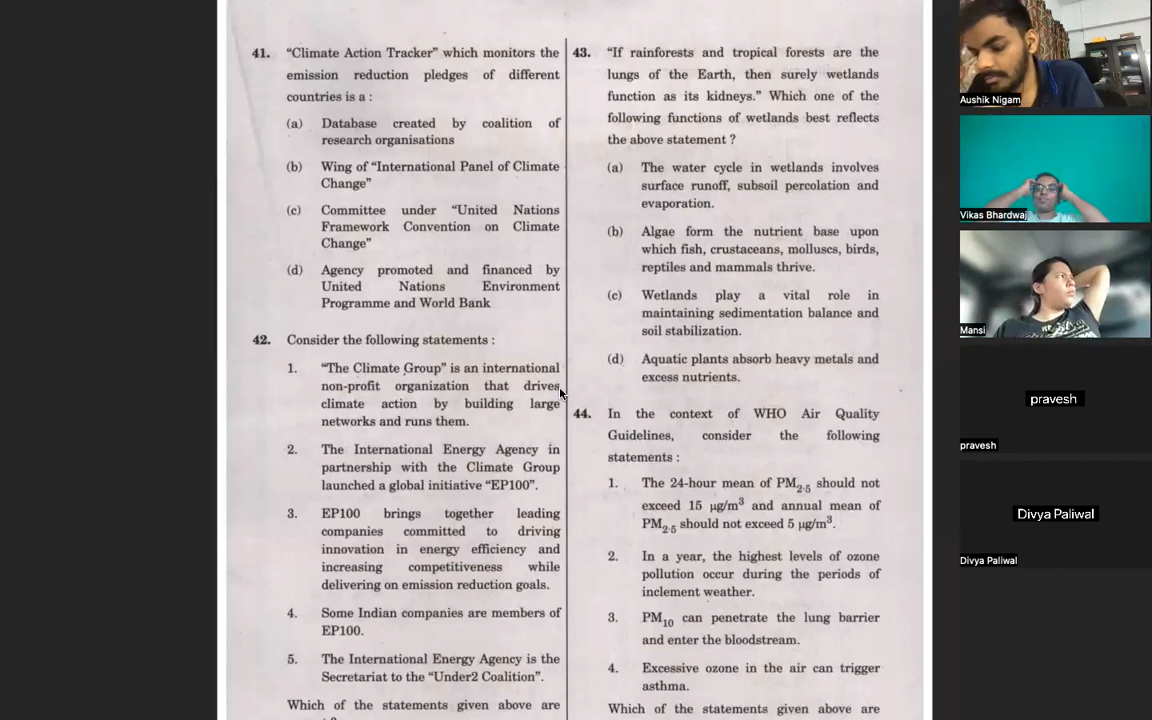 41. "Climate Action Tracker" which monitors the
emission reduction pledges of different
countries is a :
(a) Database created by coalition of
research organisations
(b) Wing of "International Panel of Climate
Change"
(c) Committee under "United Nations
Framework Convention on Climate
Change"
(d) Agency promoted and financed by
United Nations Environment
Programme and World Bank
42. Consider the following statements :
1. "The Climate Group" is an international
non-profit organization that drives
climate action by building large
networks and runs them.
2. The International Energy Agency in
partnership with the Climate Group
launched a global initiative "EP100".
3. EP100 brings together leading
companies committed to driving
innovation in energy efficiency and
increasing competitiveness while
delivering on emission reduction goals.
4. Some Indian companies are members of
EP100.
5. The International Energy Agency is the
Secretariat to the "Under2 Coalition".
Which of the statements given above are
43. "If rainforests and tropical forests are the
lungs of the Earth, then surely wetlands
function as its kidneys." Which one of the
following functions of wetlands best reflects
the above statement ?
(a) The water cycle in wetlands involves
surface runoff, subsoil percolation and
evaporation.
(b) Algae form the nutrient base upon
which fish, crustaceans, molluscs, birds,
reptiles and mammals thrive.
(c) Wetlands play a vital role in
maintaining sedimentation balance and
soil stabilization.
(d) Aquatic plants absorb heavy metals and
excess nutrients.
44. In the context of WHO Air Quality
Guidelines, consider the following
statements :
1. The 24-hour mean of PM2·5 should not
exceed 15 µg/m³ and annual mean of
PM2·5 should not exceed 5 µg/m³.
2. In a year, the highest levels of ozone
pollution occur during the periods of
inclement weather.
3. PM10 can penetrate the lung barrier
and enter the bloodstream.
4. Excessive ozone in the air can trigger
asthma.
Which of the statements given above are
Aushik Nigam
Vikas Bhardwaj
Mansi
pravesh
pravesh
Divya Paliwal
Divya Paliwal